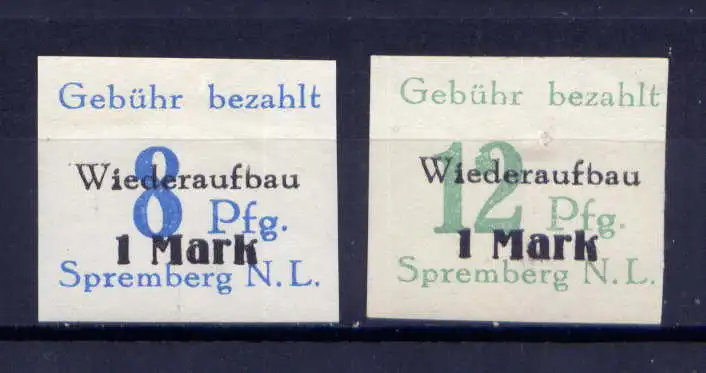 Gebühr bezahlt
Wiederaufbau
8 Pfg.
1 Mark
Spremberg N.L.
Gebühr bezahlt
Wiederaufbau
12 Pfg.
1 Mark
Spremberg N.L.